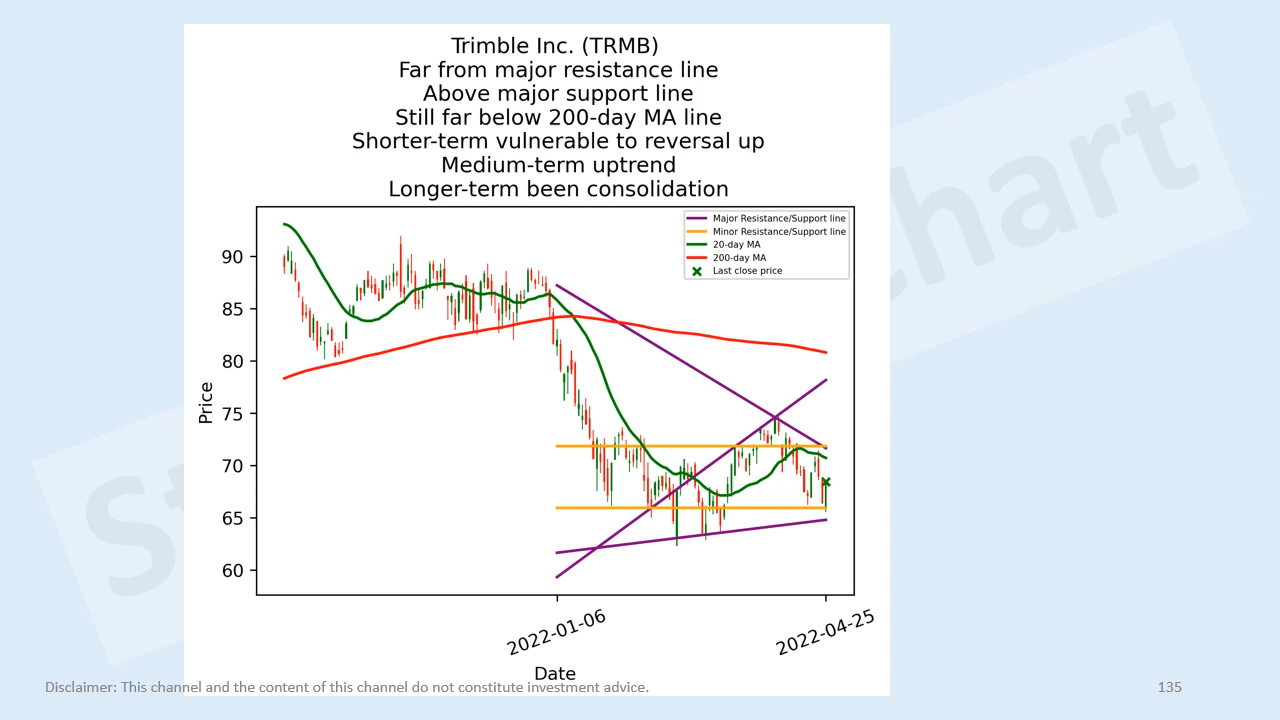 Trimble Inc. (TRMB)
Far from major resistance line
Above major support line
Still far below 200-day MA line
Shorter-term vulnerable to reversal up
Medium-term uptrend
Longer-term been consolidation
Major Resistance/Support line
Minor Resistance/Support line
20-day MA
200-day MA
Last close price
90
85
80
75
70
65
60
Price
2022-01-06
2022-04-25
Date
Disclaimer: This channel and the content of this channel do not constitute investment advice.
135
St
chart